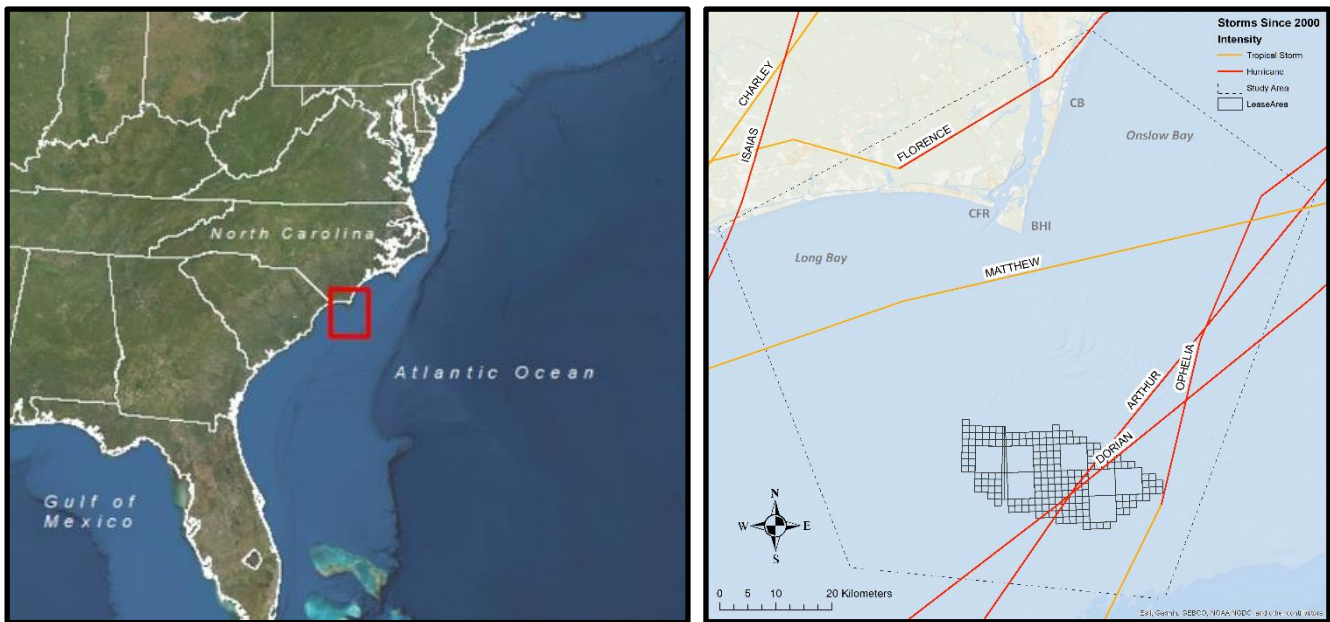 North Carolina
Atlantic Ocean
Gulf of
Mexico
Storms Since 2000
Intensity
Tropical Storm
Hurricane
Study Area
LeaseArea
CHARLEY
ISAIAS
FLORENCE
CB
Onslow Bay
CFR
BHI
Long Bay
MATTHEW
OPHELIA
ARTHUR
DORIAN
N
W
E
S
0 5 10 20 Kilometers
Esri, Garmin, GEBCO, NOAA NGDC, and other contributors